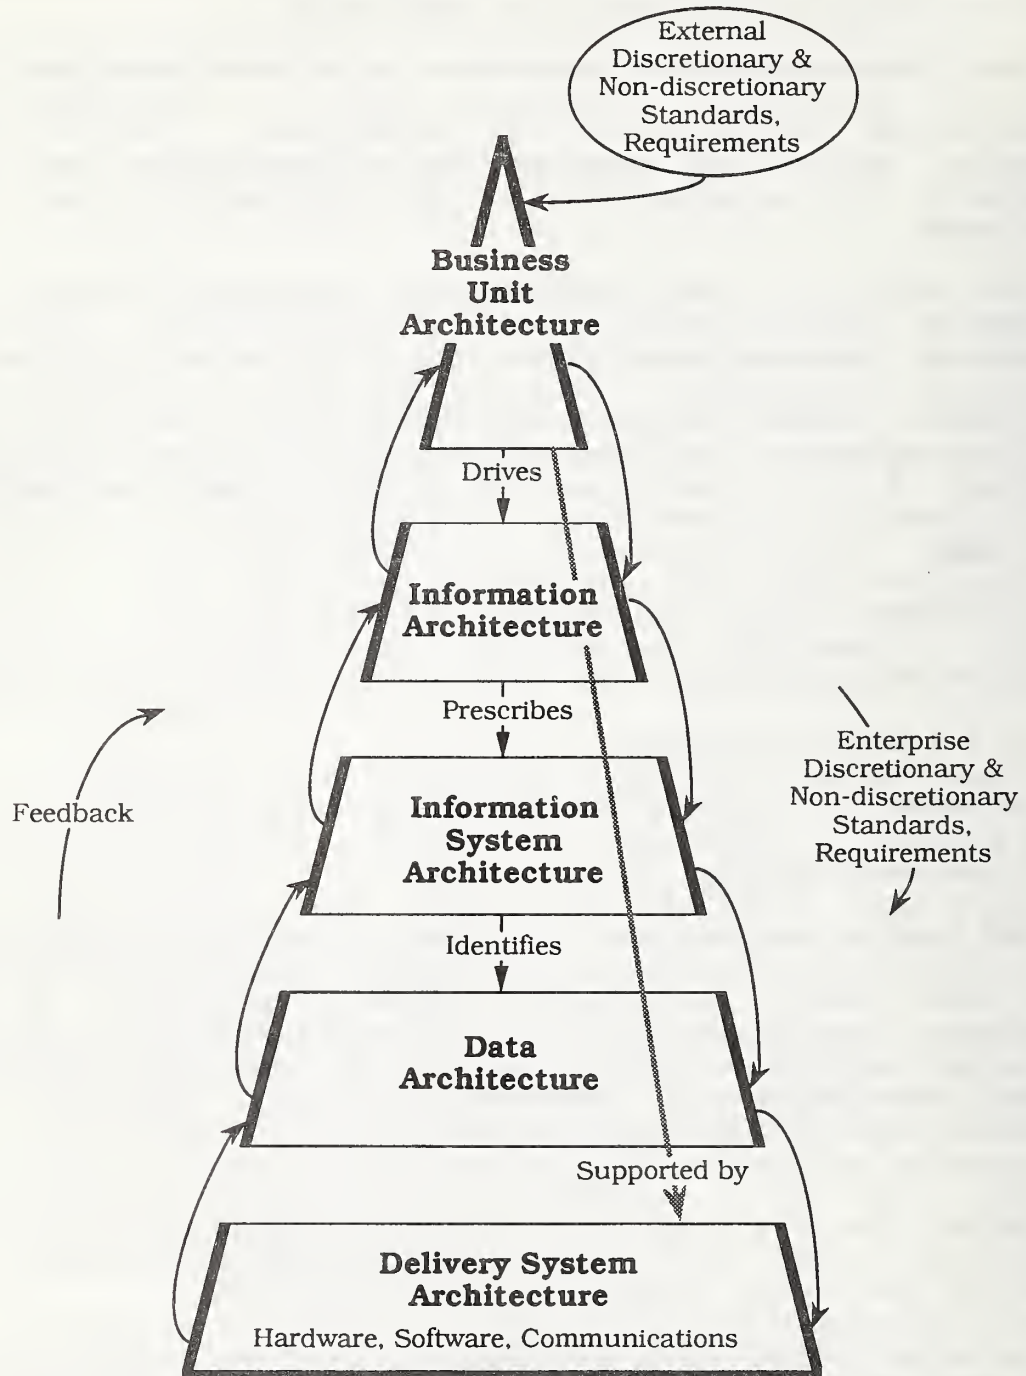 External
Discretionary &
Non-discretionary
Standards,
Requirements
Business
Unit
Architecture
Drives
Information
Architecture
Prescribes
Enterprise
Discretionary &
Non-discretionary
Standards,
Requirements
Feedback
Information
System
Architecture
Identifies
Data
Architecture
Supported by
Delivery System
Architecture
Hardware, Software, Communications